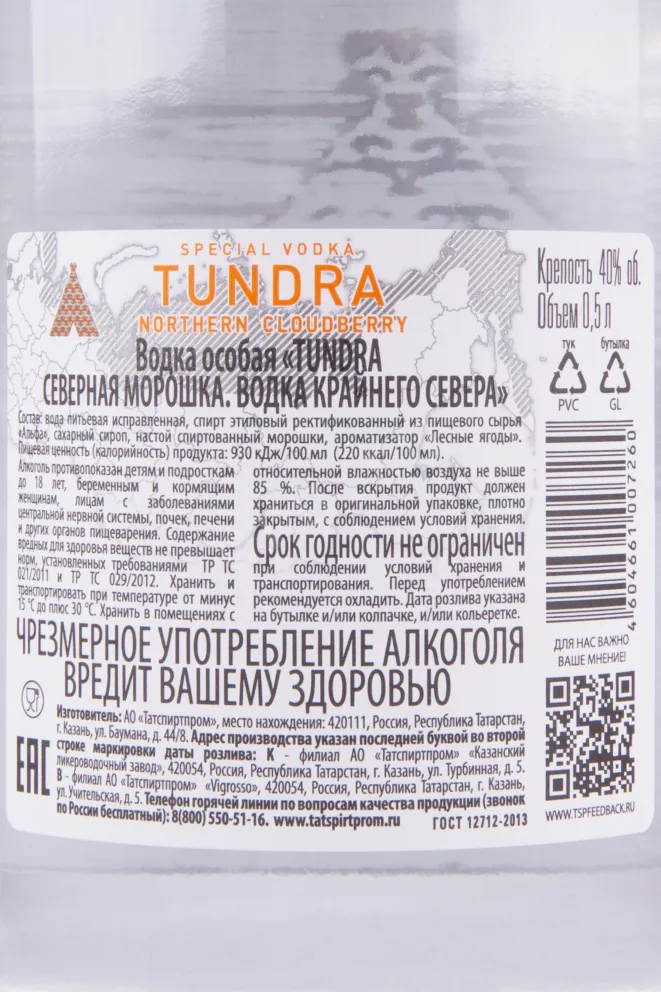 SPECIAL VODKA
TUNDRA
NORTHERN CLOUDBERRY
Водка особая «TUNDRA
СЕВЕРНАЯ МОРОШКА. ВОДКА КРАЙНЕГО СЕВЕРА»
Состав: вода питьевая исправленная, спирт этиловый ректификованный из пищевого сырья
«Альфа», сахарный сироп, настой спиртованный морошки, ароматизатор «Лесные ягоды».
Пищевая ценность (калорийность) продукта: 930 кДж/100 мл (220 ккал/100 мл).
Алкоголь противопоказан детям и подросткам
до 18 лет, беременным и кормящим
женщинам, лицам с заболеваниями
центральной нервной системы, почек, печени
и других органов пищеварения. Содержание
вредных для здоровья веществ не превышает
норм, установленных требованиями ТР ТС
021/2011 и ТР ТС 029/2012. Хранить и
транспортировать при температуре от минус
15 °С до плюс 30 °С. Хранить в помещениях с
относительной влажностью воздуха не выше
85 %. После вскрытия продукт должен
храниться в оригинальной упаковке, плотно
закрытым, с соблюдением условий хранения.
Срок годности не ограничен
при соблюдении условий хранения и
транспортирования. Перед употреблением
рекомендуется охладить. Дата розлива указана
на бутылке и/или колпачке, и/или кольеретке.
ЧРЕЗМЕРНОЕ УПОТРЕБЛЕНИЕ АЛКОГОЛЯ
ВРЕДИТ ВАШЕМУ ЗДОРОВЬЮ
EAC
Изготовитель: АО «Татспиртпром», место нахождения: 420111, Россия, Республика Татарстан,
г. Казань, ул. Баумана, д. 44/8. Адрес производства указан последней буквой во второй
строке маркировки даты розлива: К - филиал АО «Татспиртпром» «Казанский
ликероводочный завод», 420054, Россия, Республика Татарстан, г. Казань, ул. Турбинная, д. 5.
В - филиал АО «Татспиртпром» «Vigrosso», 420054, Россия, Республика Татарстан, г. Казань,
ул. Учительская, д. 5. Телефон горячей линии по вопросам качества продукции (звонок
по России бесплатный): 8(800) 550-51-16. www.tatspirtprom.ru
ГОСТ 12712-2013
Крепость 40% об.
Объем 0,5 л
тук бутылка
PVC GL
4 604661 007260
ДЛЯ НАС ВАЖНО
ВАШЕ МНЕНИЕ!
WWW.TSPFEEDBACK.RU